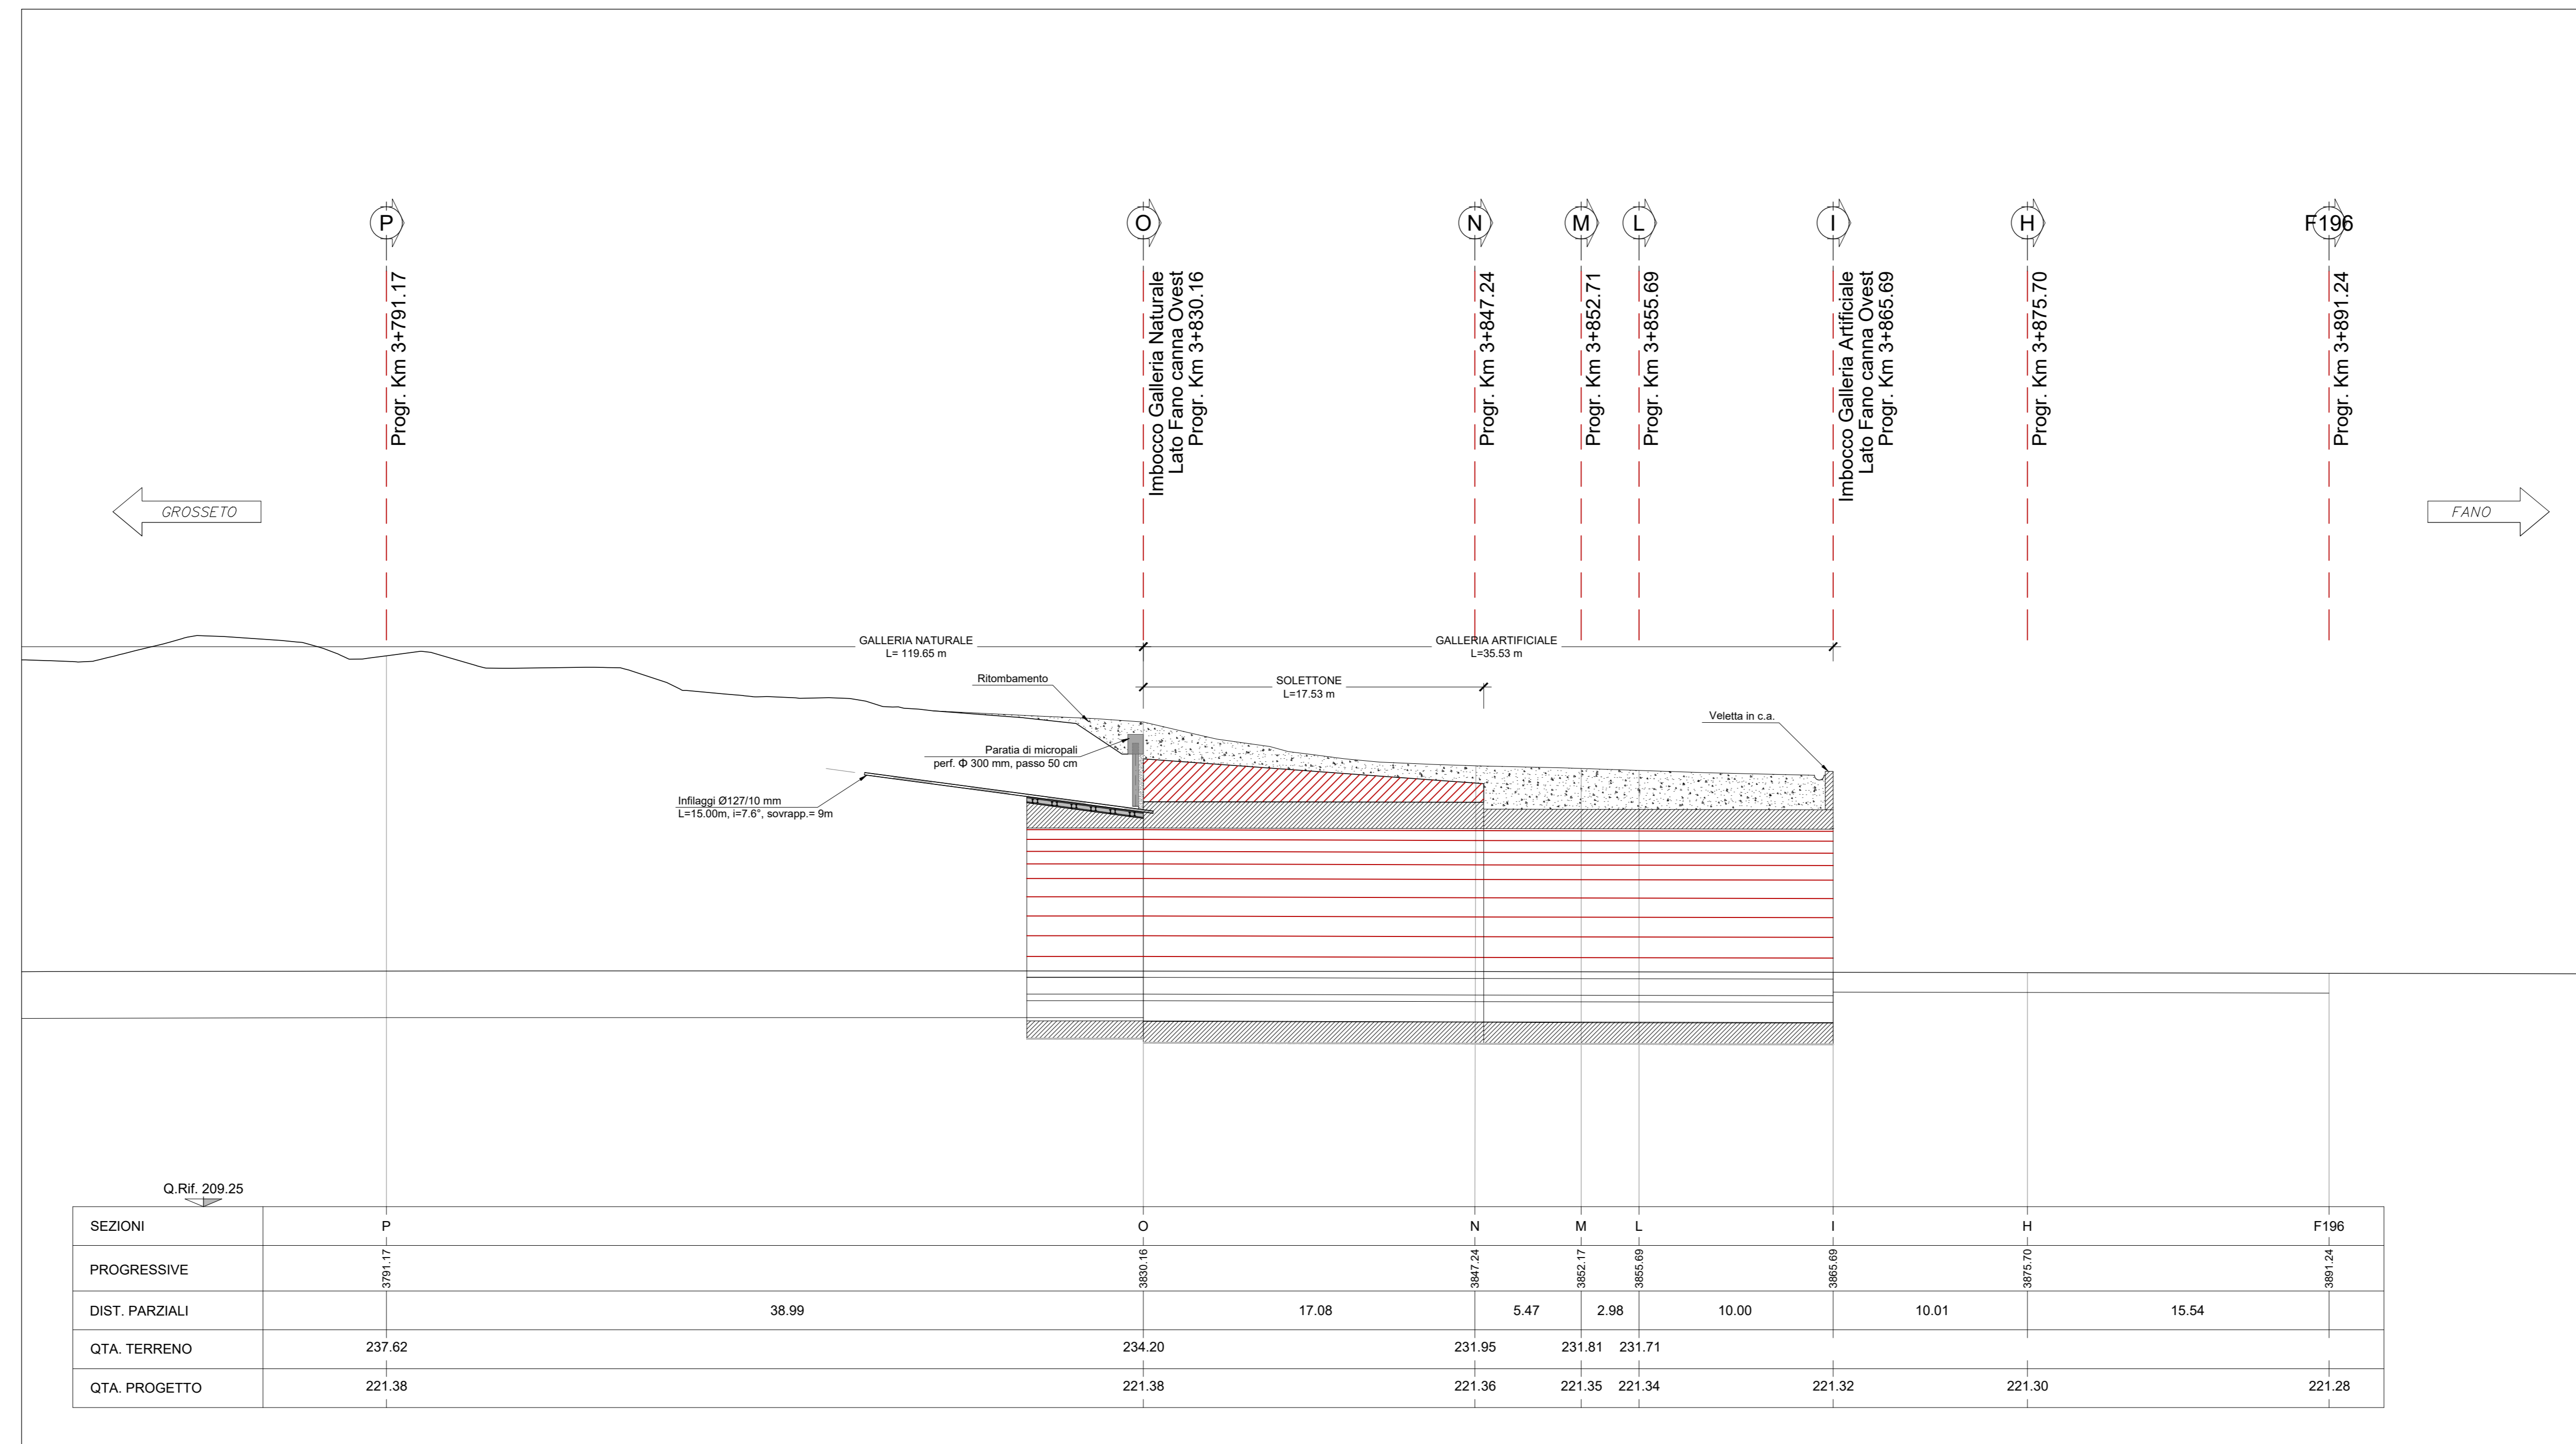 P
O
N
M
L
I
H
F196
Progr. Km 3+791.17
Imbocco Galleria Naturale
Lato Fano canna Ovest
Progr. Km 3+830.16
Progr. Km 3+847.24
Progr. Km 3+852.71
Progr. Km 3+855.69
Imbocco Galleria Artificiale
Lato Fano canna Ovest
Progr. Km 3+865.69
Progr. Km 3+875.70
Progr. Km 3+891.24
GROSSETO
FANO
GALLERIA NATURALE
L= 119.65 m
GALLERIA ARTIFICIALE
L=35.53 m
SOLETTONE
L=17.53 m
Ritombamento
Veletta in c.a.
Paratia di micropali
perf. Φ 300 mm, passo 50 cm
Infilaggi Ø127/10 mm
L=15.00m, i=7.6°, sovrapp.= 9m
Q.Rif. 209.25
SEZIONI P O N M L I H F196
PROGRESSIVE 3791.17 3830.16 3847.24 3852.17 3855.69 3865.69 3875.70 3891.24
DIST. PARZIALI 38.99 17.08 5.47 2.98 10.00 10.01 15.54
QTA. TERRENO 237.62 234.20 231.95 231.81 231.71
QTA. PROGETTO 221.38 221.38 221.36 221.35 221.34 221.32 221.30 221.28